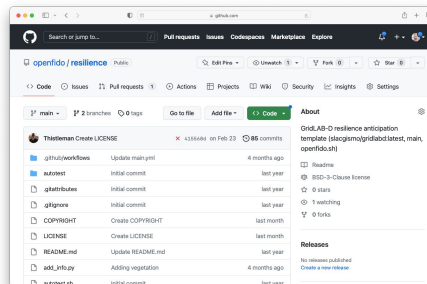 github.com
Search or jump to... / Pull requests Issues Codespaces Marketplace Explore
openfido / resilience Public
Edit Pins Unwatch 1 Fork 0 Star 0
Code Issues Pull requests 1 Actions Projects Wiki Security Insights Settings
main 2 branches 0 tags Go to file Add file Code
About
Thistleman Create LICENSE on Feb 23 85 commits
GRIDLAB-D resilience anticipation
template (slacgismo/gridlabd:latest, main,
openfido.sh)
.github/workflows Update main.yml 4 months ago
autotest Initial commit last year
.gitattributes Initial commit last year
.gitignore Initial commit last year
COPYRIGHT Create COPYRIGHT last month
LICENSE Create LICENSE last month
README.md Update README.md last year
add_info.py Adding vegetation 4 months ago
autotest.sh Initial commit last year
Readme
BSD-3-Clause license
0 stars
1 watching
0 forks
Releases
No releases published
Create a new release